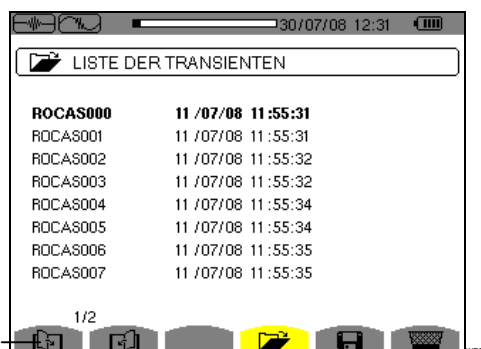 30/07/08 12:31
LISTE DER TRANSIENTEN
ROCAS000 11 /07/08 11 :55:31
ROCAS001 11 /07/08 11 :55:31
ROCAS002 11 /07/08 11 :55:32
ROCAS003 11 /07/08 11 :55:32
ROCAS004 11 /07/08 11 :55:34
ROCAS005 11 /07/08 11 :55:34
ROCAS006 11 /07/08 11 :55:35
ROCAS007 11 /07/08 11 :55:35
1/2